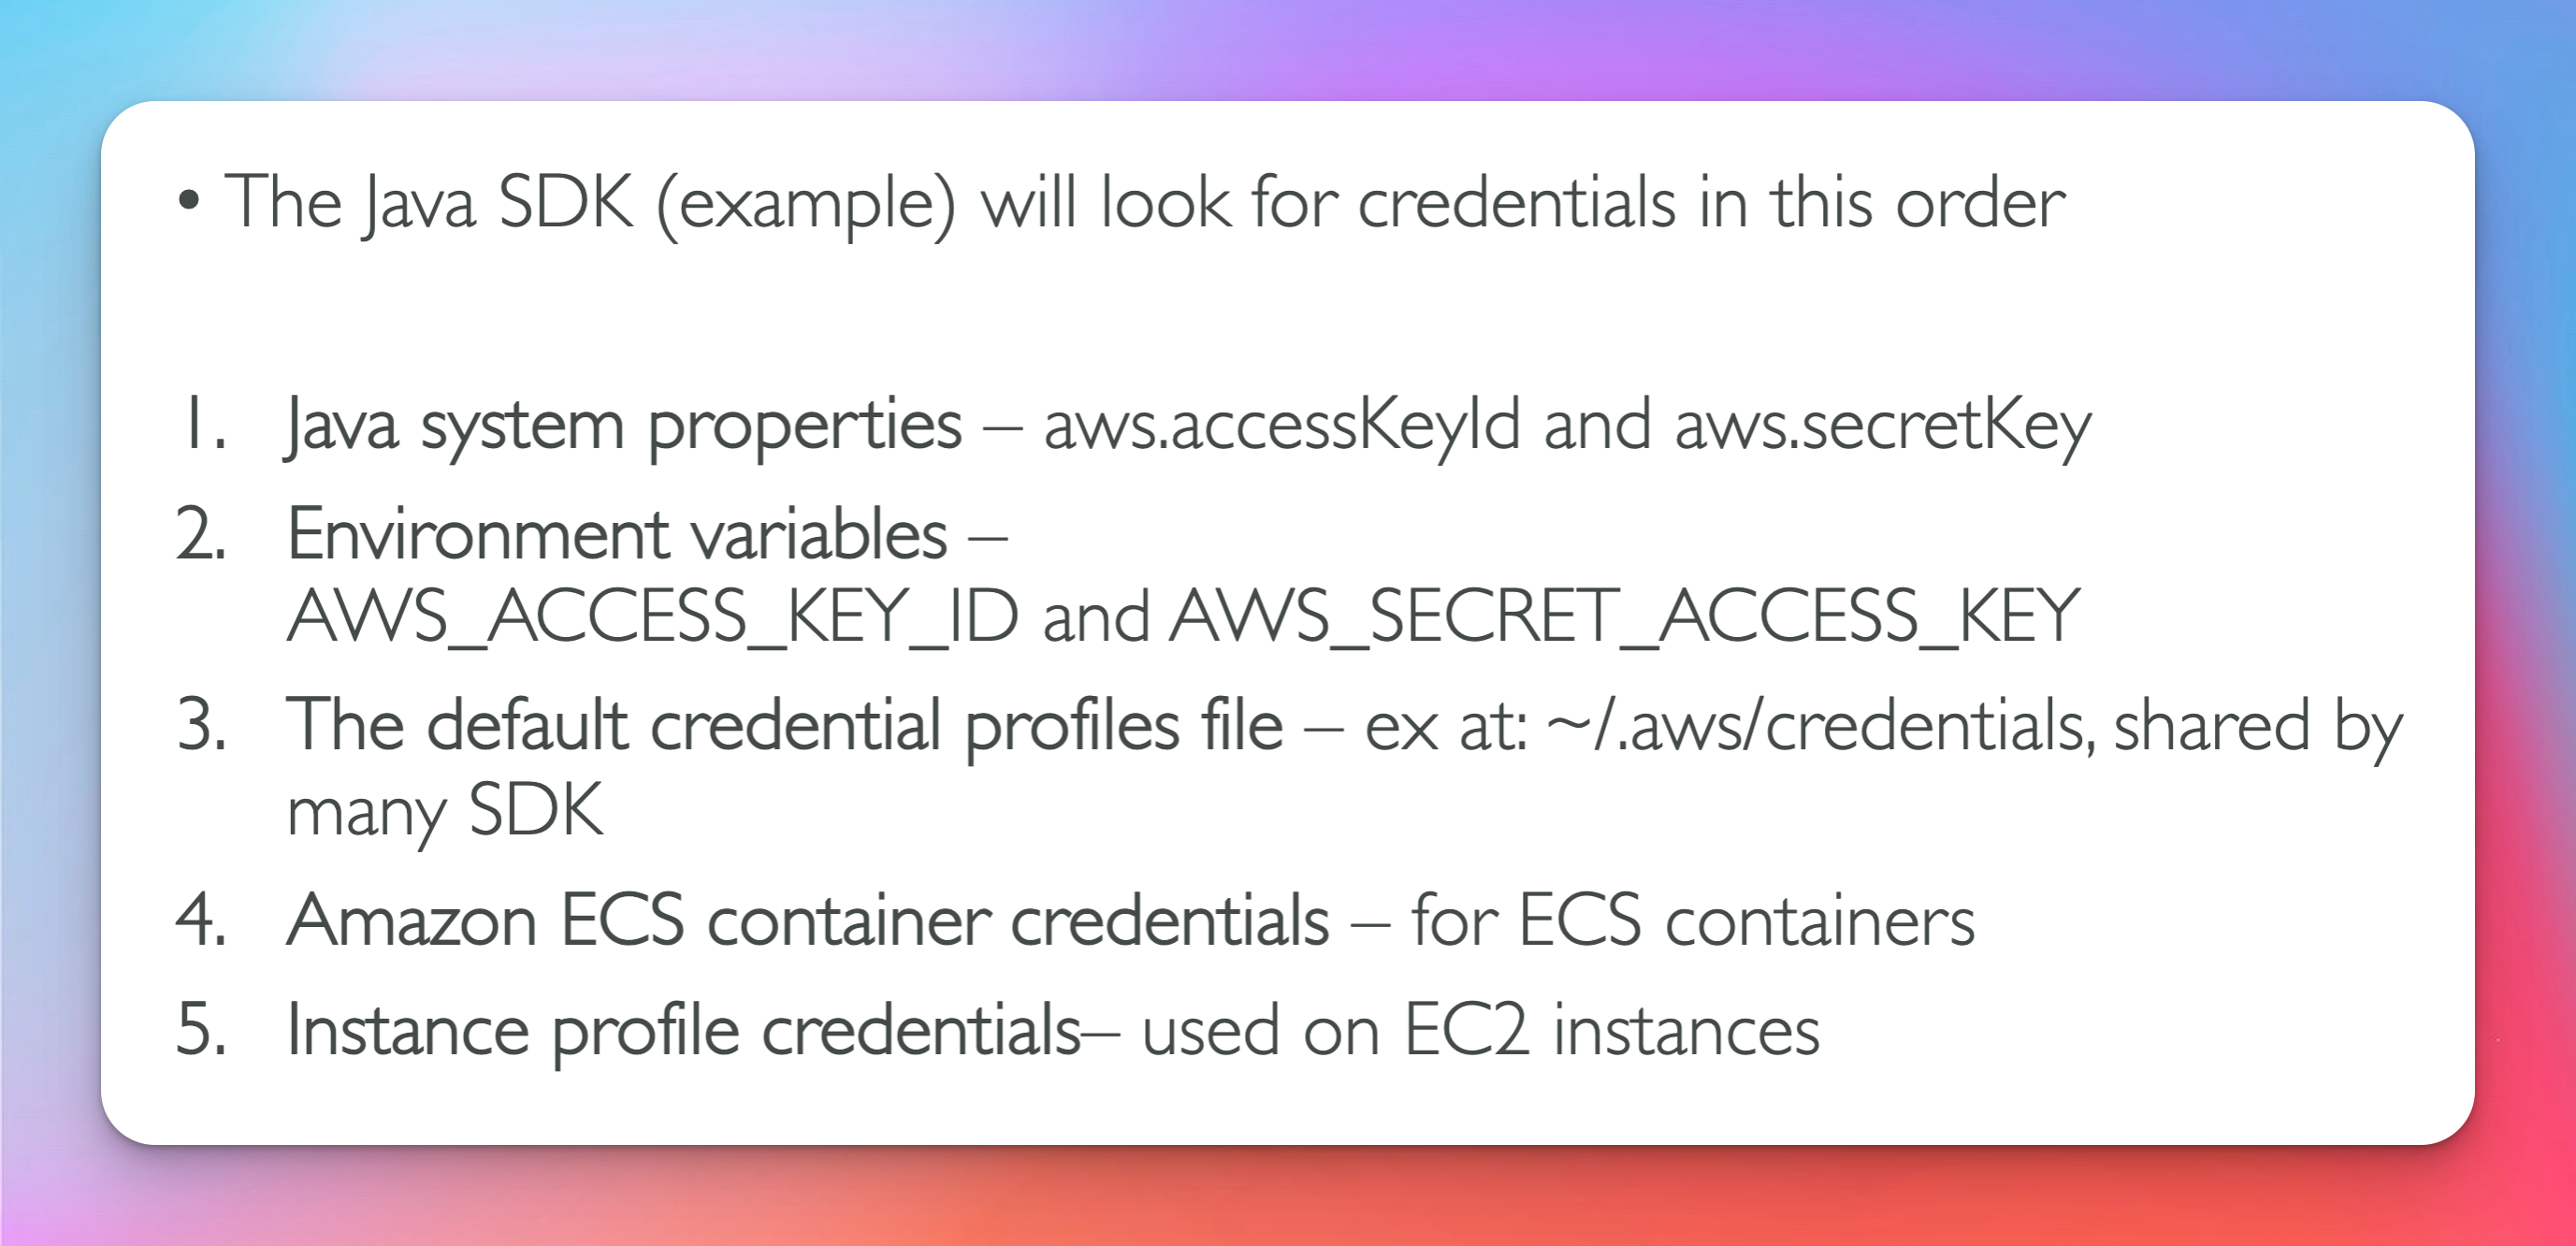 • The Java SDK (example) will look for credentials in this order
1. Java system properties – aws.accessKeyId and aws.secretKey
2. Environment variables –
AWS_ACCESS_KEY_ID and AWS_SECRET_ACCESS_KEY
3. The default credential profiles file – ex at: ~/.aws/credentials, shared by
many SDK
4. Amazon ECS container credentials – for ECS containers
5. Instance profile credentials– used on EC2 instances